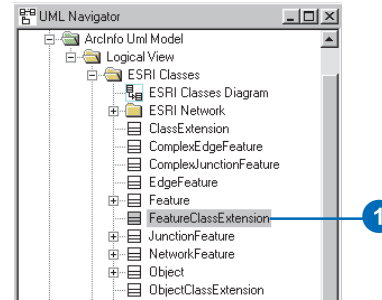 UML Navigator
ArcInfo Uml Model
Logical View
ESRI Classes
ESRI Classes Diagram
ESRI Network
ClassExtension
ComplexEdgeFeature
ComplexJunctionFeature
EdgeFeature
Feature
FeatureClassExtension 1
JunctionFeature
NetworkFeature
Object
ObjectClassExtension